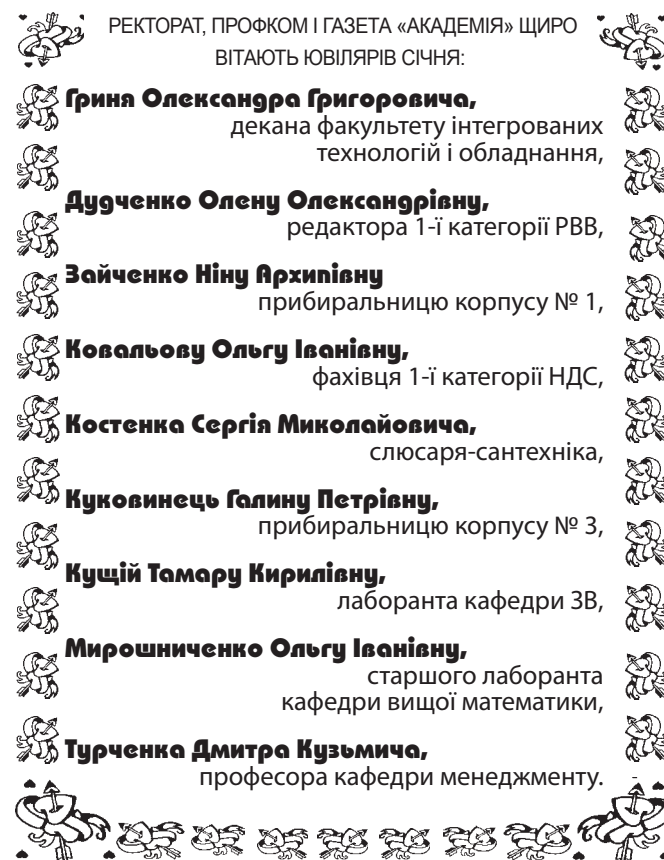 РЕКТОРАТ, ПРОФКОМ І ГАЗЕТА «АКАДЕМІЯ» ЩИРО
ВІТАЮТЬ ЮВІЛЯРІВ СІЧНЯ:
Гриня Олександра Григоровича,
декана факультету інтегрованих
технологій і обладнання,
Дудченко Олену Олександрівну,
редактора 1-ї категорії РВВ,
Зайченко Ніну Архипівну
прибиральницю корпусу № 1,
Ковальову Ольгу Іванівну,
фахівця 1-ї категорії НДС,
Костенка Сергія Миколайовича,
слюсаря-сантехніка,
Куковинець Галину Петрівну,
прибиральницю корпусу № 3,
Кущій Тамару Кирилівну,
лаборанта кафедри ЗВ,
Мирошниченко Ольгу Іванівну,
старшого лаборанта
кафедри вищої математики,
Турченка Дмитра Кузьмича,
професора кафедри менеджменту.